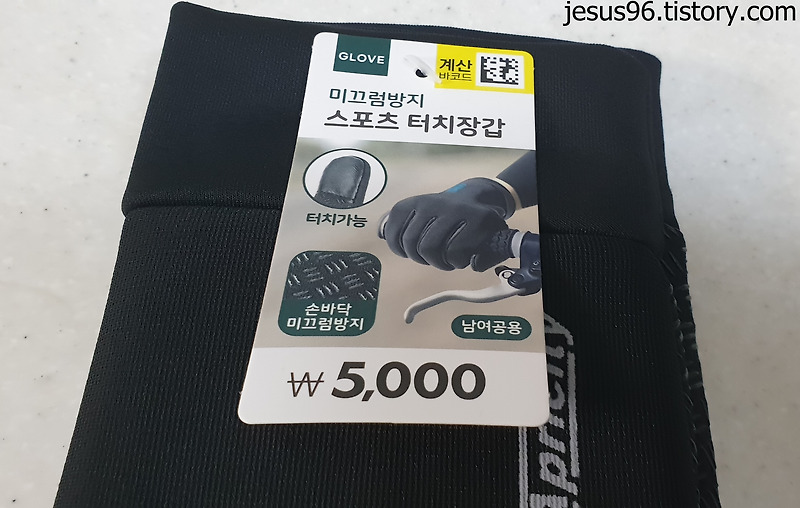 jesus96.tistory.com
GLOVE
계산
바코드
미끄럼방지
스포츠 터치장갑
터치가능
손바닥
미끄럼방지
남여공용
₩ 5,000